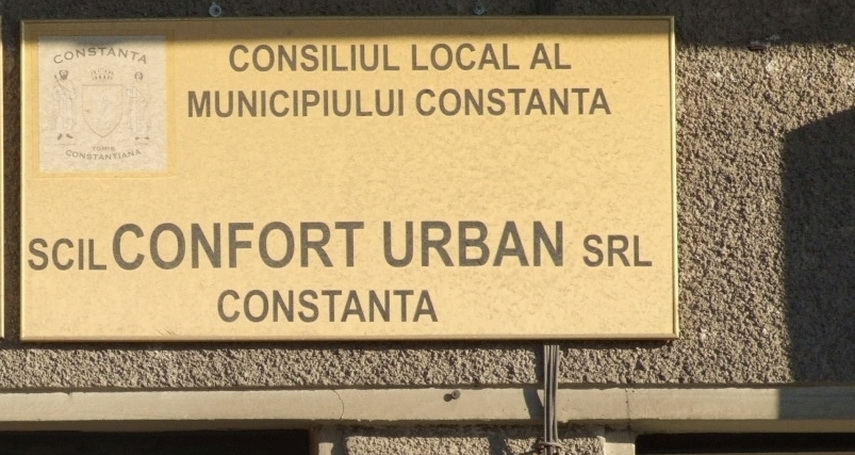 CONSTANTA
TOMIS
CONSTANTIANA
CONSILIUL LOCAL AL
MUNICIPIULUI CONSTANTA
SCIL CONFORT URBAN SRL
CONSTANTA